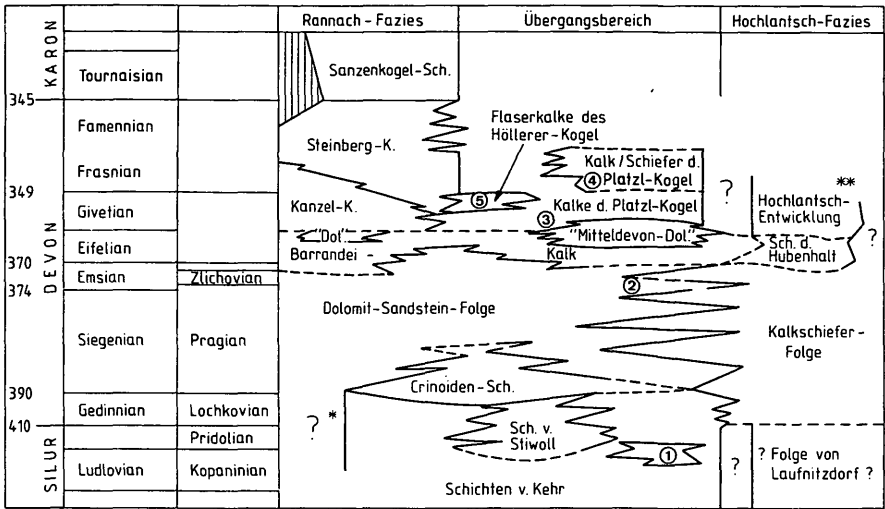 Rannach-Fazies
Übergangsbereich
Hochlantsch-Fazies
KARON
Tournaisian
Sanzenkogel-Sch.
345
Famennian
Steinberg-K.
Flaserkalke des
Höllerer-Kogel
Frasnian
Kalk/Schiefer d.
④ Platzl-Kogel
?
**
349
Givetian
Kanzel-K.
⑤
③
Kalke d. Platzl-Kogel
Hochlantsch-
Entwicklung
DEVON
Eifelian
"Dol."
Barrandei-
Kalk
"Mitteldevon-Dol."
Sch. d.
Hubenhalt
?
370
Emsian
Zlichovian
②
374
Dolomit-Sandstein-Folge
Siegenian
Pragian
Kalkschiefer-
Folge
Crinoiden-Sch.
390
Gedinnian
Lochkovian
? *
410
Pridolian
Sch. v.
Stiwoll
SILUR
Ludlovian
Kopaninian
①
?
? Folge von
Laufnitzdorf ?
Schichten v. Kehr